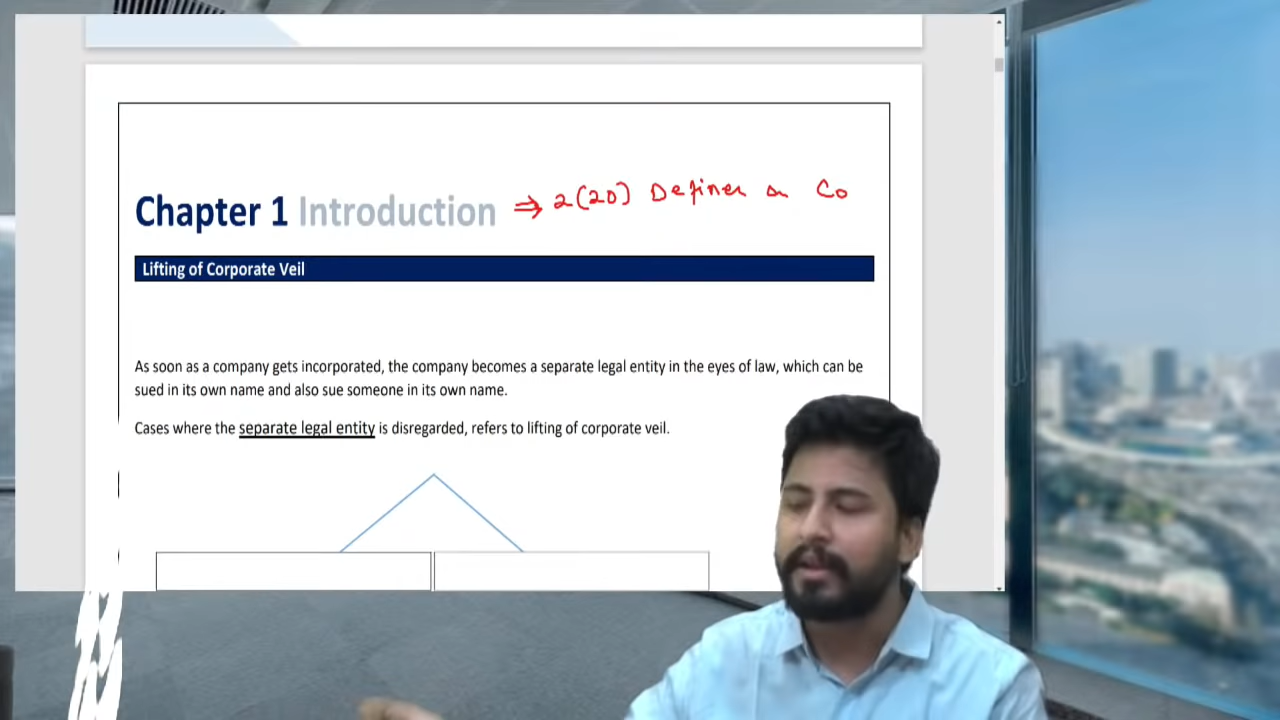 Chapter 1 Introduction ⇒ 2(20) Defines a Co
Lifting of Corporate Veil
As soon as a company gets incorporated, the company becomes a separate legal entity in the eyes of law, which can be
sued in its own name and also sue someone in its own name.
Cases where the separate legal entity is disregarded, refers to lifting of corporate veil.